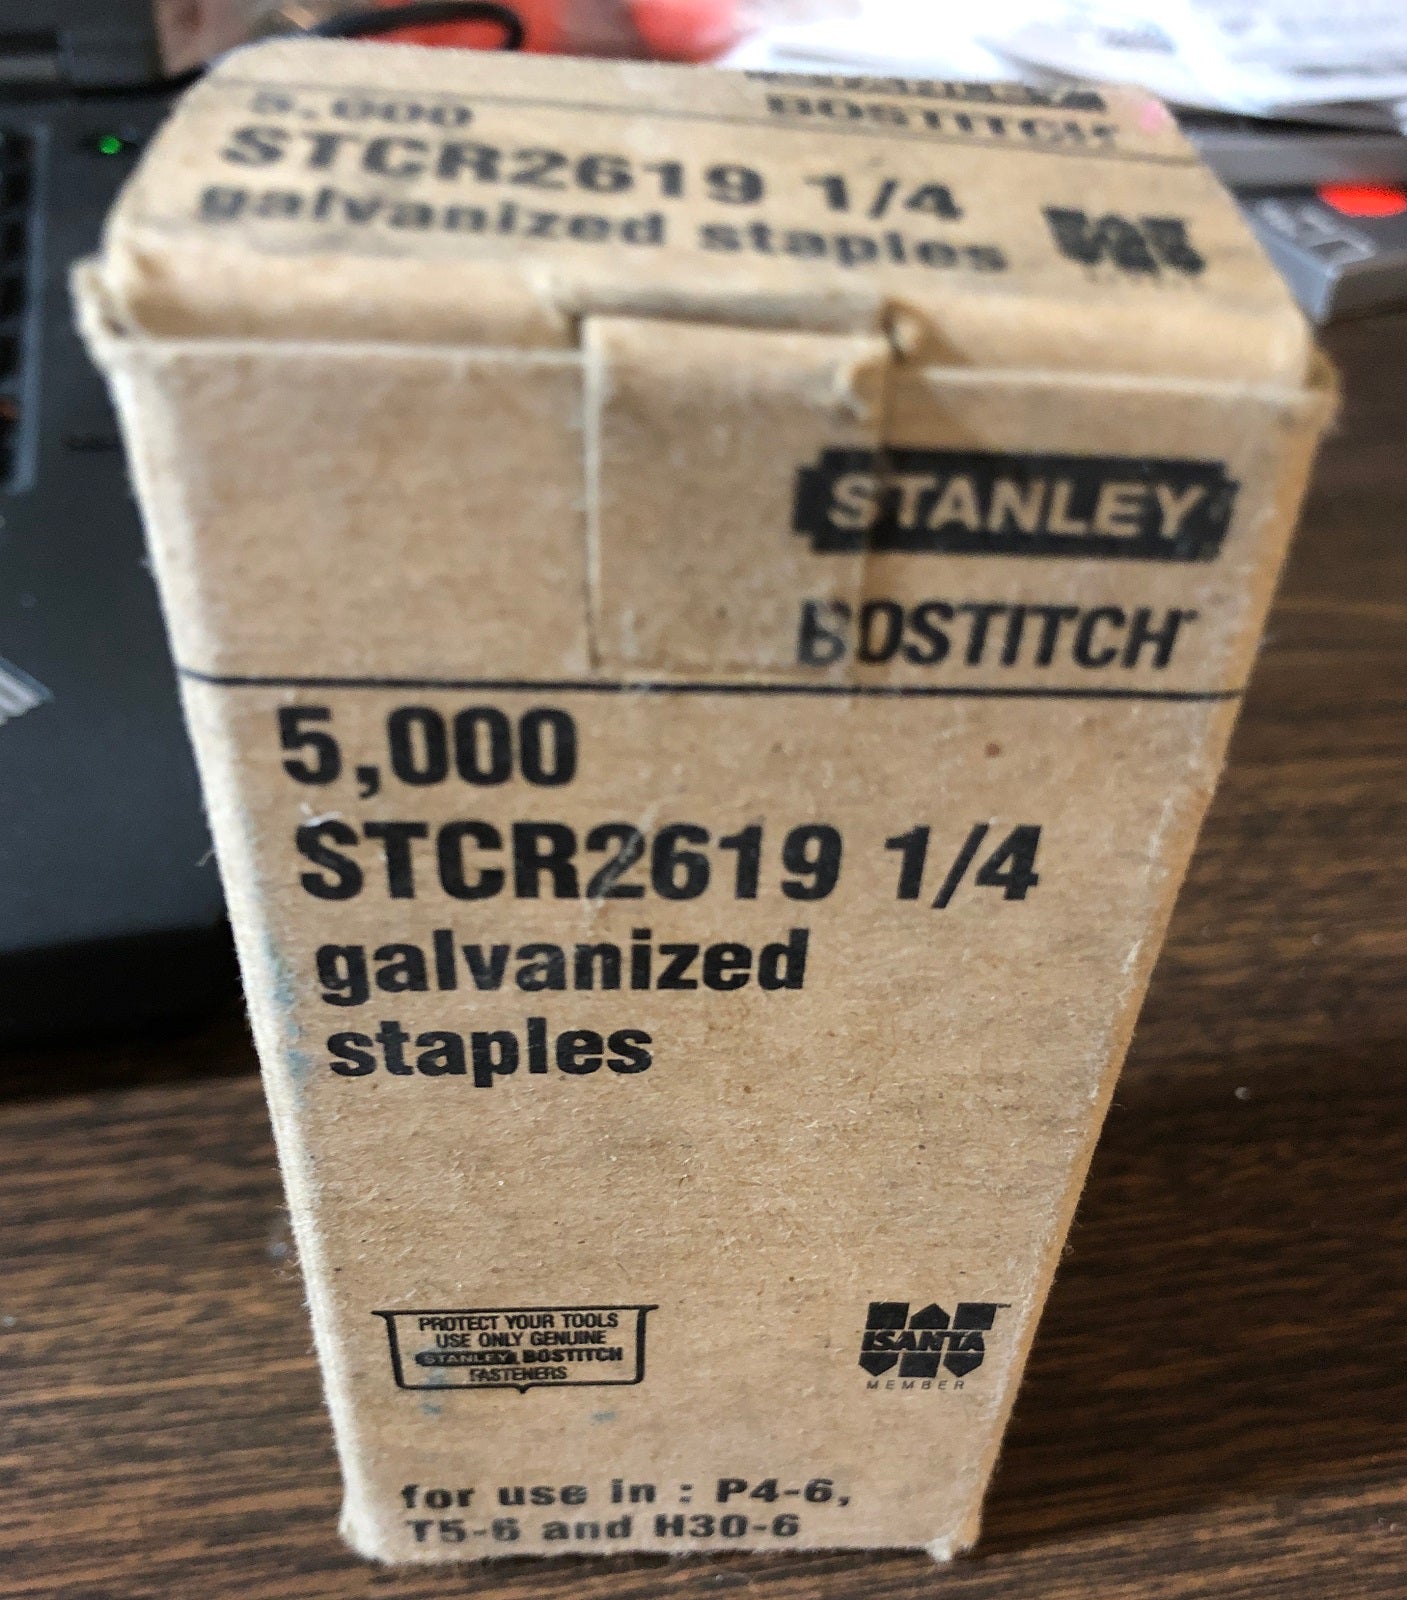 BOSTITCH
5,000
STCR2619 1/4
galvanized staples
STANLEY
BOSTITCH
5,000
STCR2619 1/4
galvanized
staples
PROTECT YOUR TOOLS
USE ONLY GENUINE
STANLEY BOSTITCH
FASTENERS
ISANTA
MEMBER
for use in : P4-6,
T5-6 and H30-6